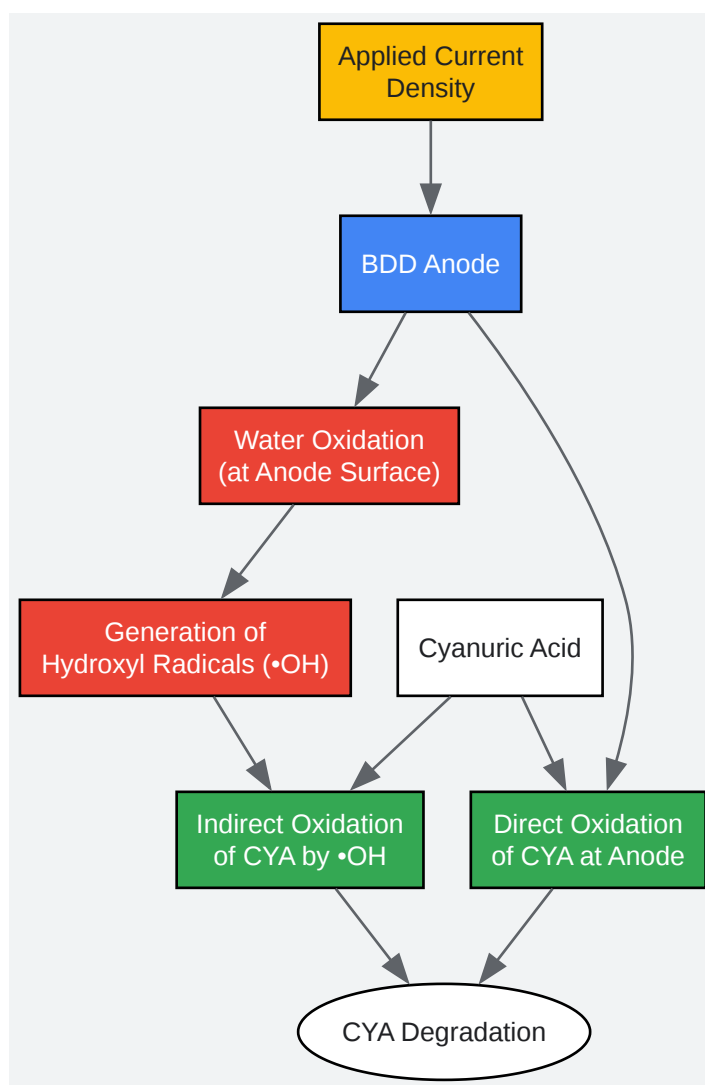 Applied Current
Density
BDD Anode
Water Oxidation
(at Anode Surface)
Generation of
Hydroxyl Radicals (•OH)
Cyanuric Acid
Indirect Oxidation
of CYA by •OH
Direct Oxidation
of CYA at Anode
CYA Degradation